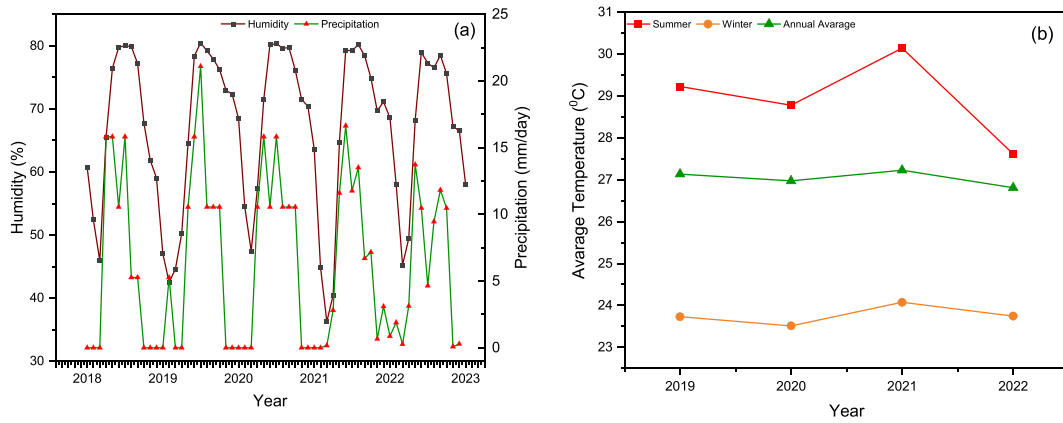 Humidity Precipitation (a)
Humidity (%)
80
70
60
50
40
30
Precipitation (mm/day)
25
20
15
10
5
0
2018 2019 2020 2021 2022 2023
Year
Summer Winter Annual Avarage (b)
Avarage Temperature (⁰C)
31
30
29
28
27
26
25
24
23
2019 2020 2021 2022
Year